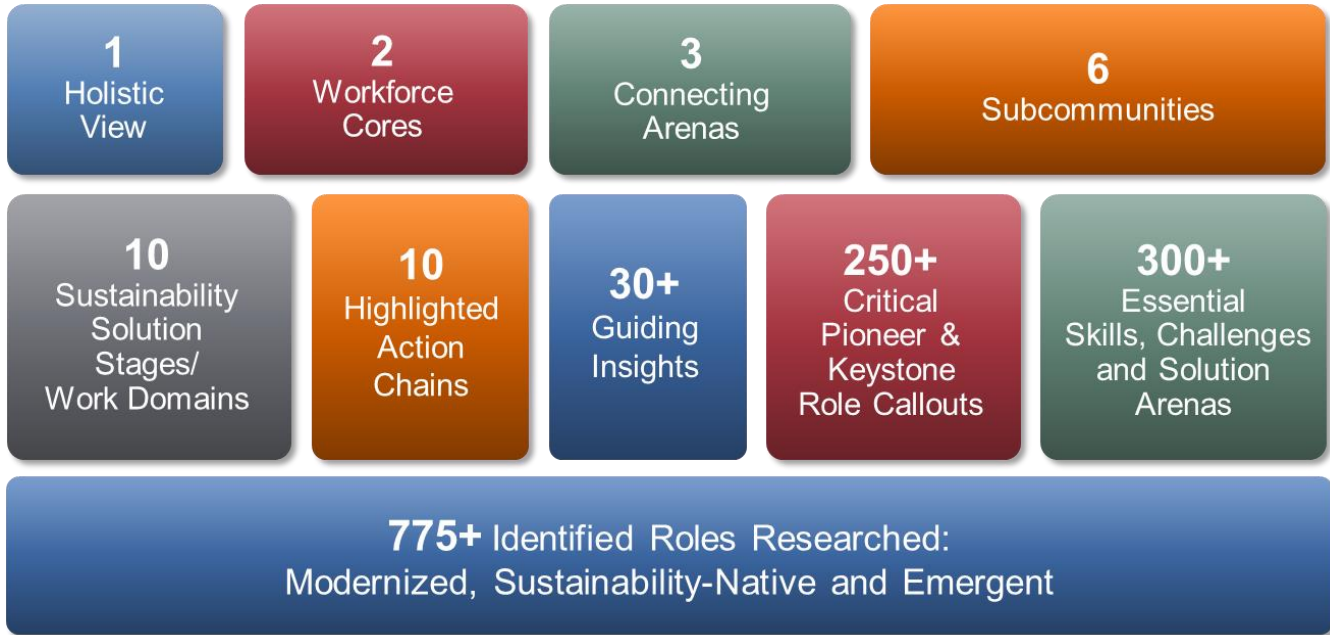 1
Holistic
View
2
Workforce
Cores
3
Connecting
Arenas
6
Subcommunities
10
Sustainability
Solution
Stages/
Work Domains
10
Highlighted
Action
Chains
30+
Guiding
Insights
250+
Critical
Pioneer &
Keystone
Role Callouts
300+
Essential
Skills, Challenges
and Solution
Arenas
775+ Identified Roles Researched:
Modernized, Sustainability-Native and Emergent